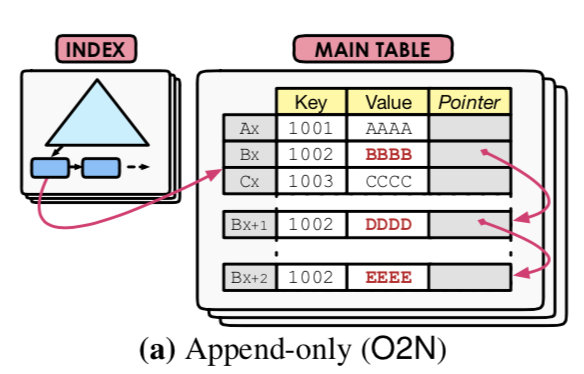 INDEX
MAIN TABLE
Key Value Pointer
Ax 1001 AAAA
Bx 1002 BBBB
Cx 1003 CCCC
Bx+1 1002 DDDD
Bx+2 1002 EEEE
(a) Append-only (O2N)